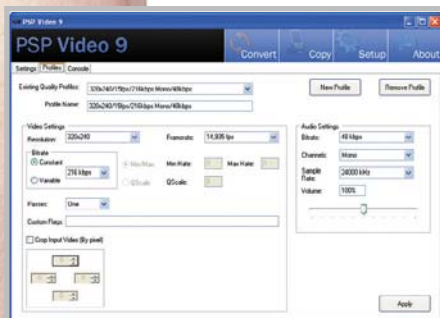 PSP Video 9
PSP Video 9
Convert Copy Setup About
Settings Profiles Console
Existing Quality Profiles: 320x240/15fps/216kbps Mono/48kbps
New Profile Remove Profile
Profile Name: 320x240/15fps/216kbps Mono/48kbps
Video Settings
Resolution: 320x240 Framerate: 14,985 fps
Bitrate
Constant 216 kbps Min/Max Min Rate: Max Rate:
Variable QScale QScale:
Passes: One
Custom Flags:
Crop Input Video (By pixel)
Audio Settings
Bitrate: 48 kbps
Channels: Mono
Sample Rate: 24000 kHz
Volume: 100%
Apply